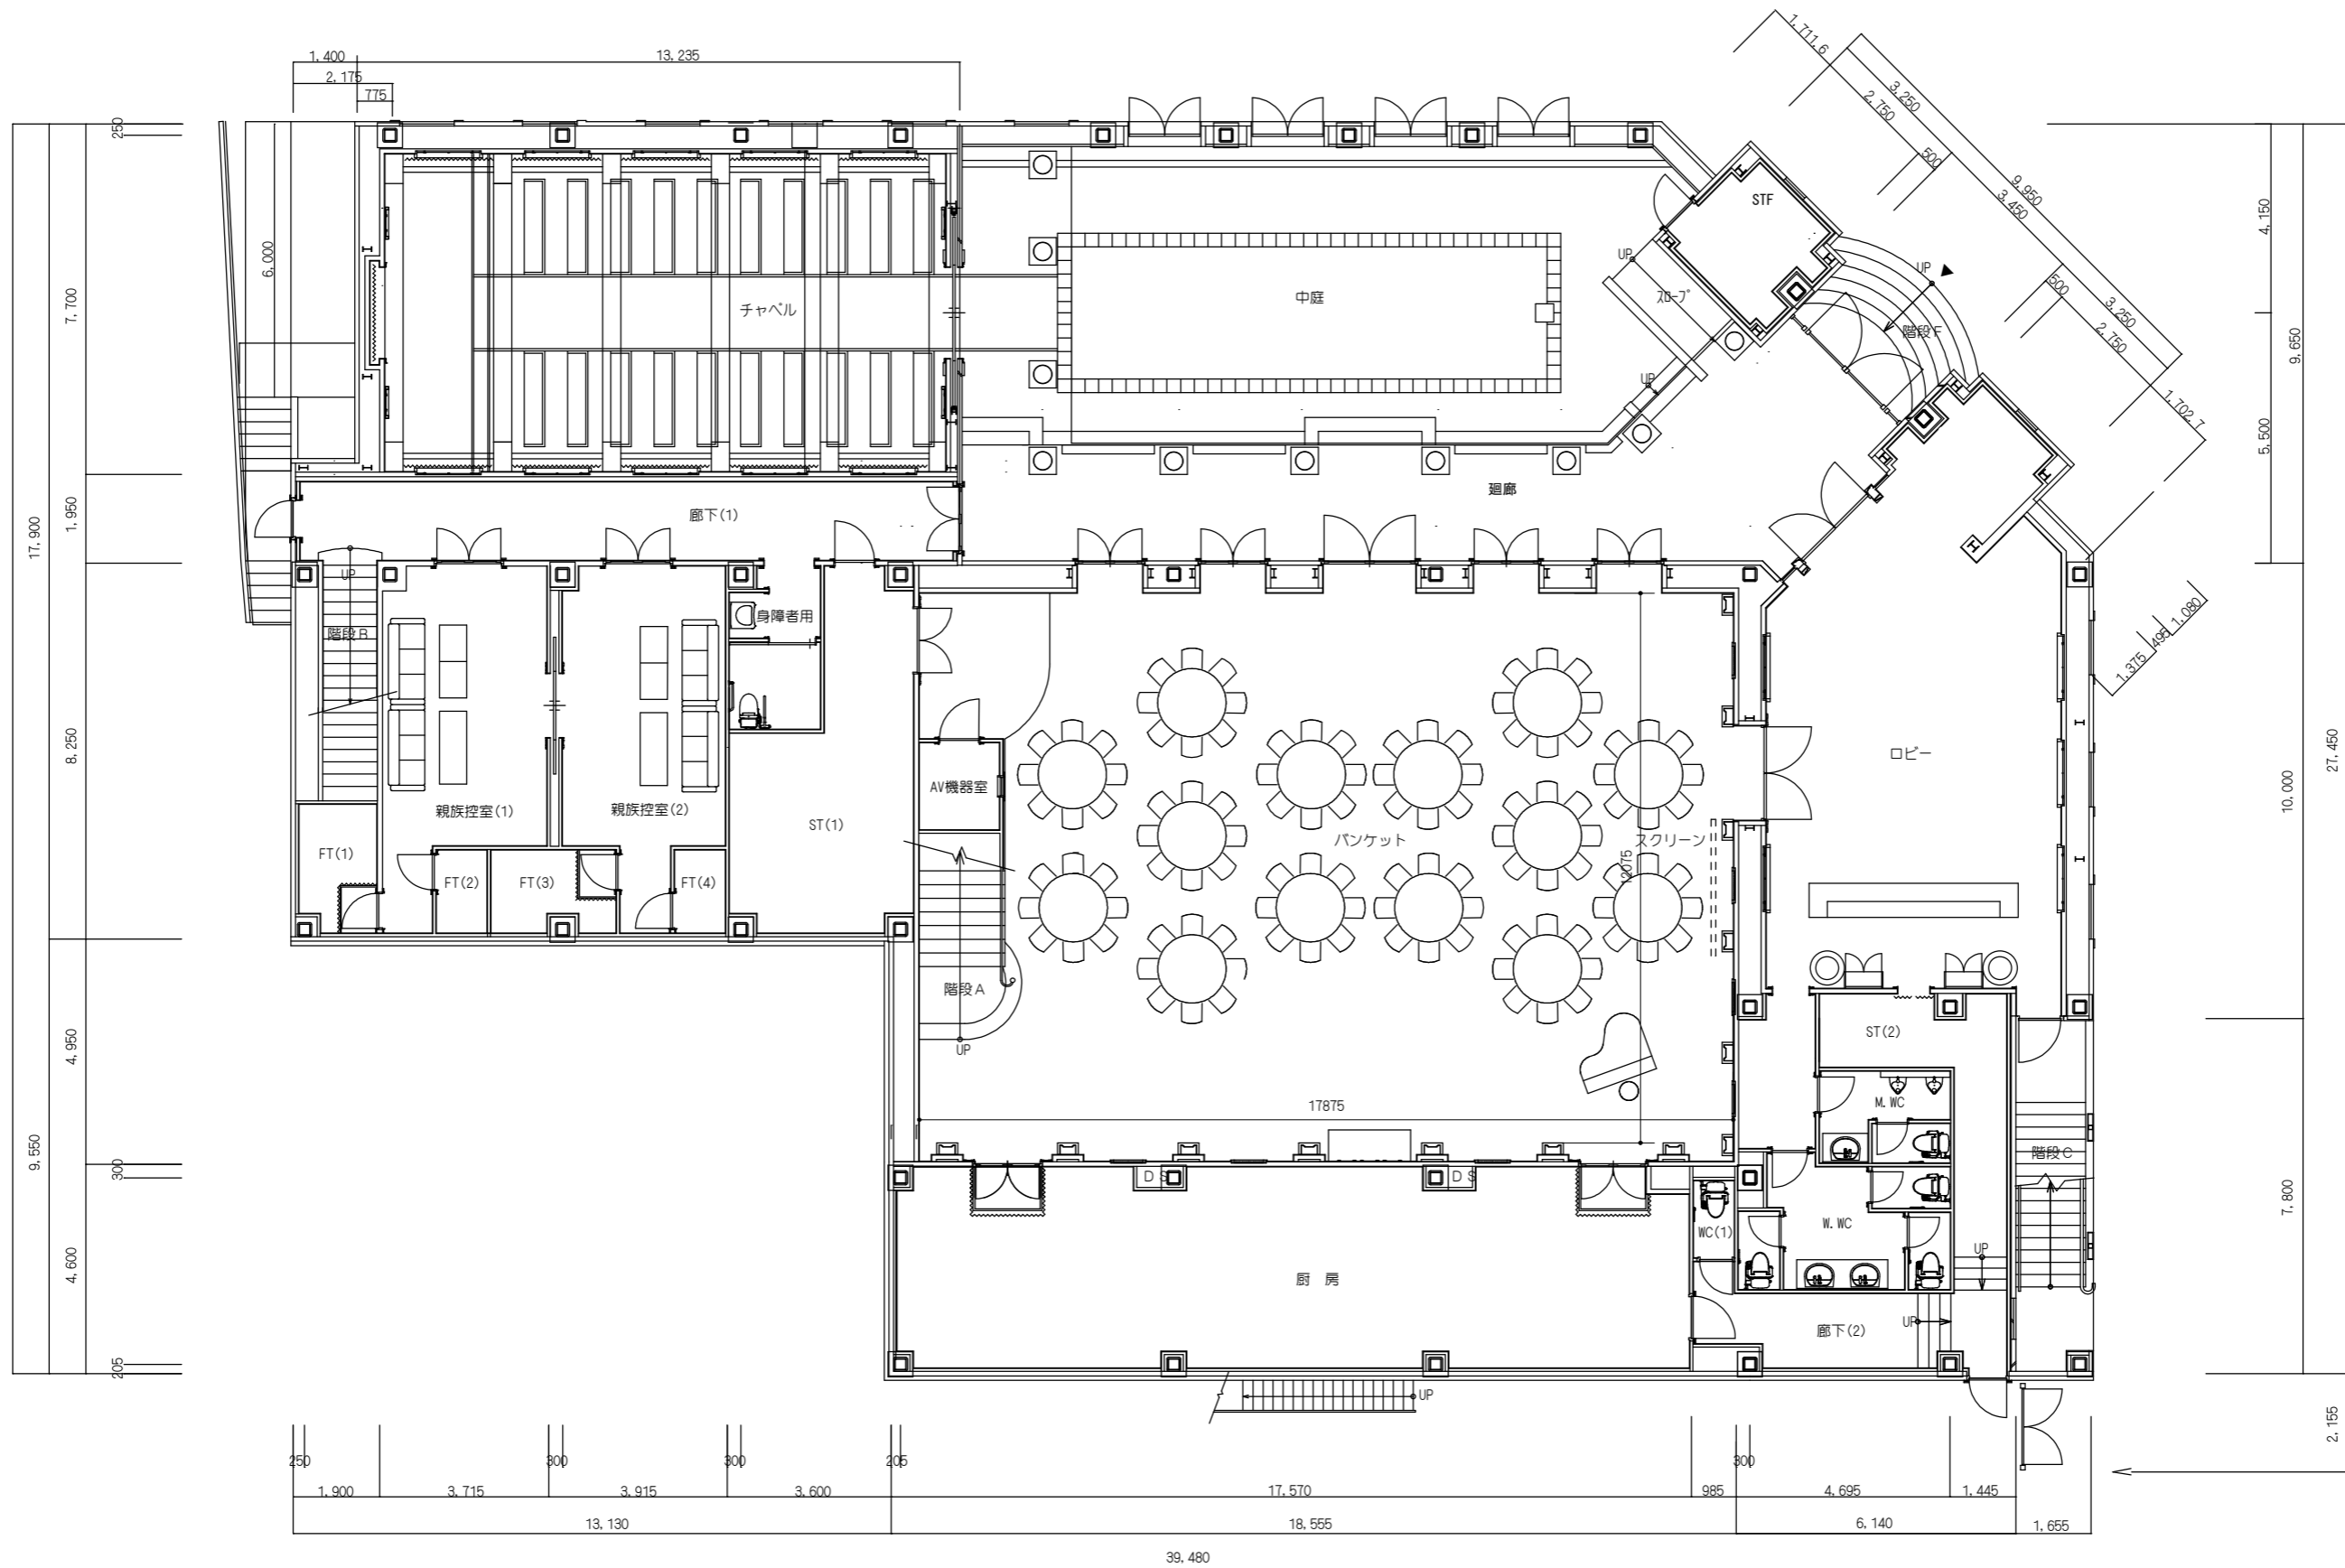 1,400
13,235
2,175
775
1,711.6
3,250
2,750
500
9,950
3,450
500
3,250
2,750
1,702.7
250
7,700
17,900
1,950
8,250
4,950
9,550
300
4,600
205
6,000
チャペル
中庭
STF
UP
スロープ
UP
UP
階段F
廻廊
廊下(1)
UP
階段B
身障者用
親族控室(1)
親族控室(2)
ST(1)
AV機器室
FT(1)
FT(2)
FT(3)
FT(4)
階段A
UP
バンケット
スクリーン
12075
17875
ロビー
ST(2)
M.WC
W.WC
WC(1)
階段C
UP
UP
廊下(2)
DS
DS
厨 房
UP
4,150
9,650
5,500
27,450
10,000
7,800
2,155
1,375
495
1,080
250
300
300
205
300
1,900
3,715
3,915
3,600
17,570
985
4,695
1,445
13,130
18,555
6,140
1,655
39,480